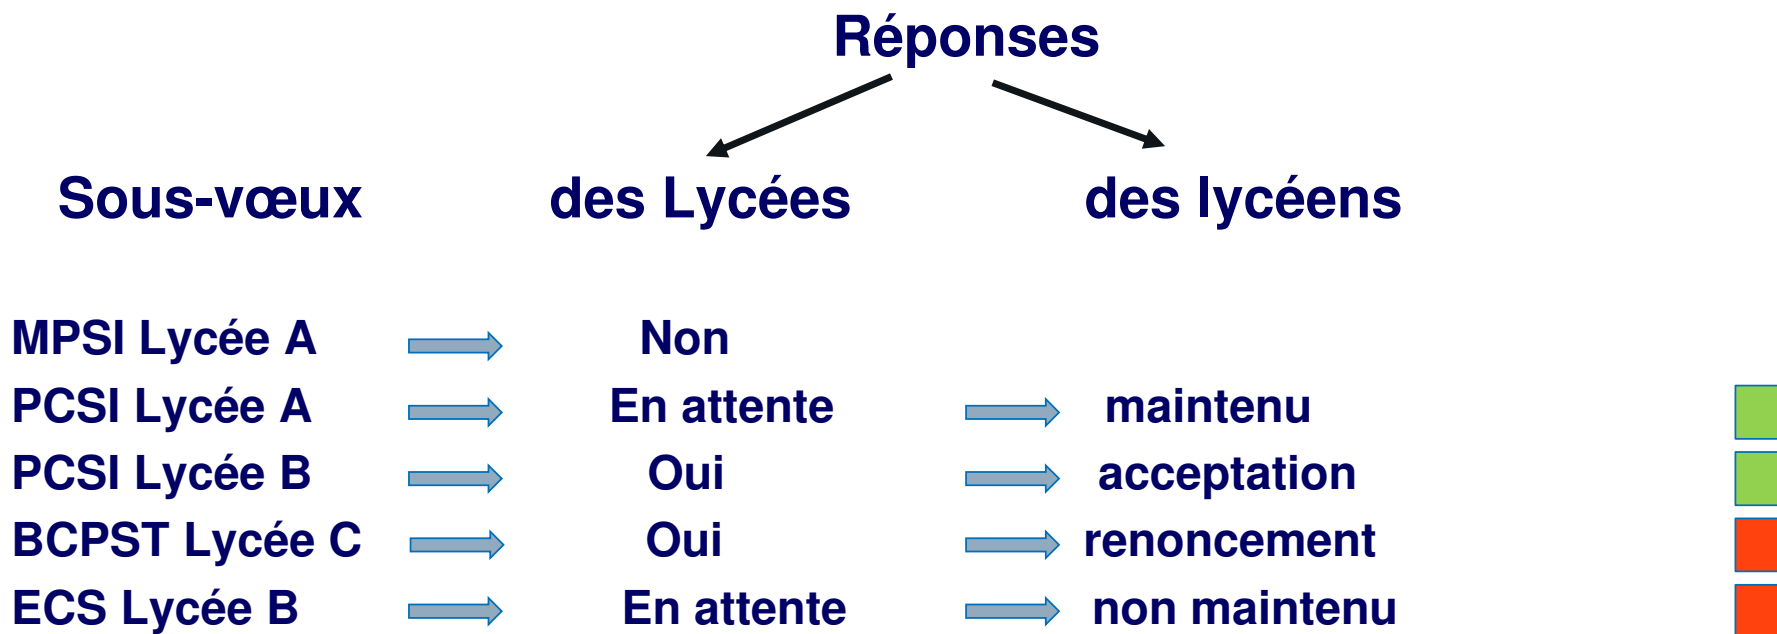 Réponses
Sous-vœux des Lycées des lycéens
MPSI Lycée A Non
PCSI Lycée A En attente maintenu
PCSI Lycée B Oui acceptation
BCPST Lycée C Oui renoncement
ECS Lycée B En attente non maintenu